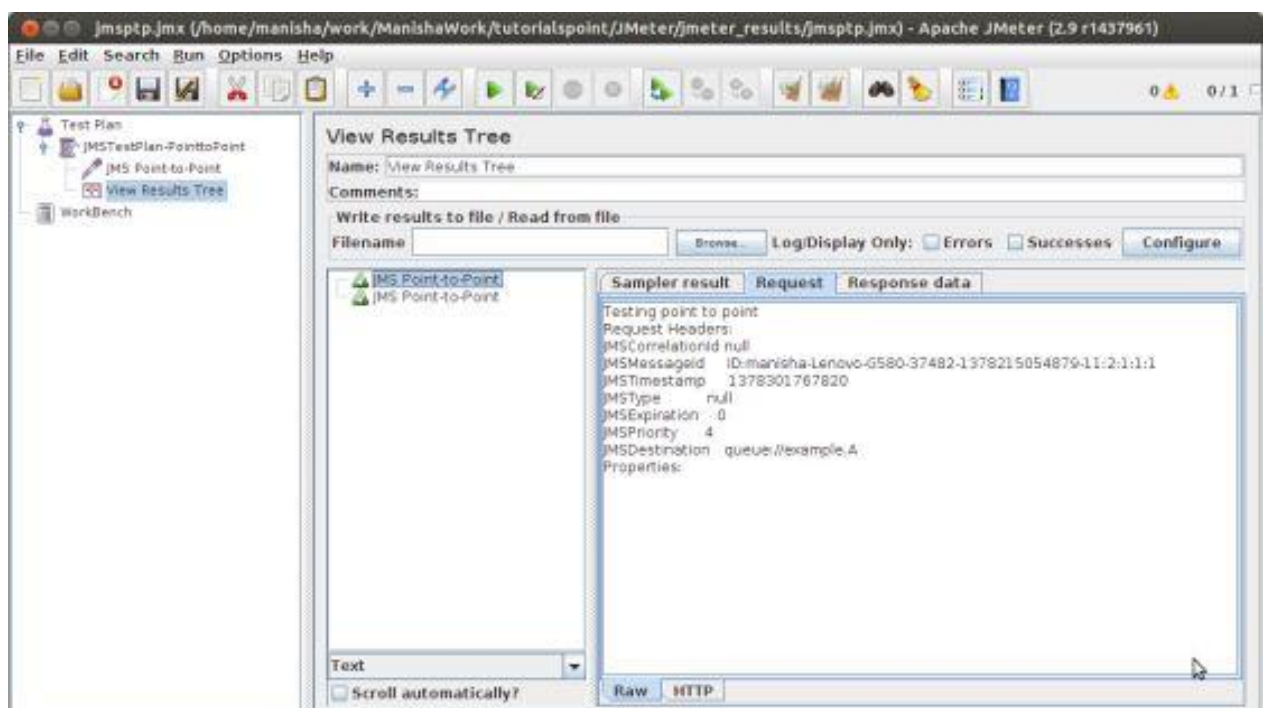 jmsptp.jmx (/home/manisha/work/ManishaWork/tutorialspoint/JMeter/jmeter_results/jmsptp.jmx) - Apache JMeter (2.9 r1437961)
File Edit Search Run Options Help
0 0/1
Test Plan
JMSTestPlan-PointtoPoint
JMS Point-to-Point
View Results Tree
WorkBench
View Results Tree
Name: View Results Tree
Comments:
Write results to file / Read from file
Filename Browse... Log/Display Only: Errors Successes Configure
JMS Point-to-Point
JMS Point-to-Point
Text
Scroll automatically?
Sampler result Request Response data
Testing point to point
Request Headers:
JMSCorrelationId null
JMSMessageId ID:manisha-Lenovo-G580-37482-1378215054879-11:2:1:1:1
JMSTimestamp 1378301767820
JMSType null
JMSExpiration 0
JMSPriority 4
JMSDestination queue://example.A
Properties:
Raw HTTP